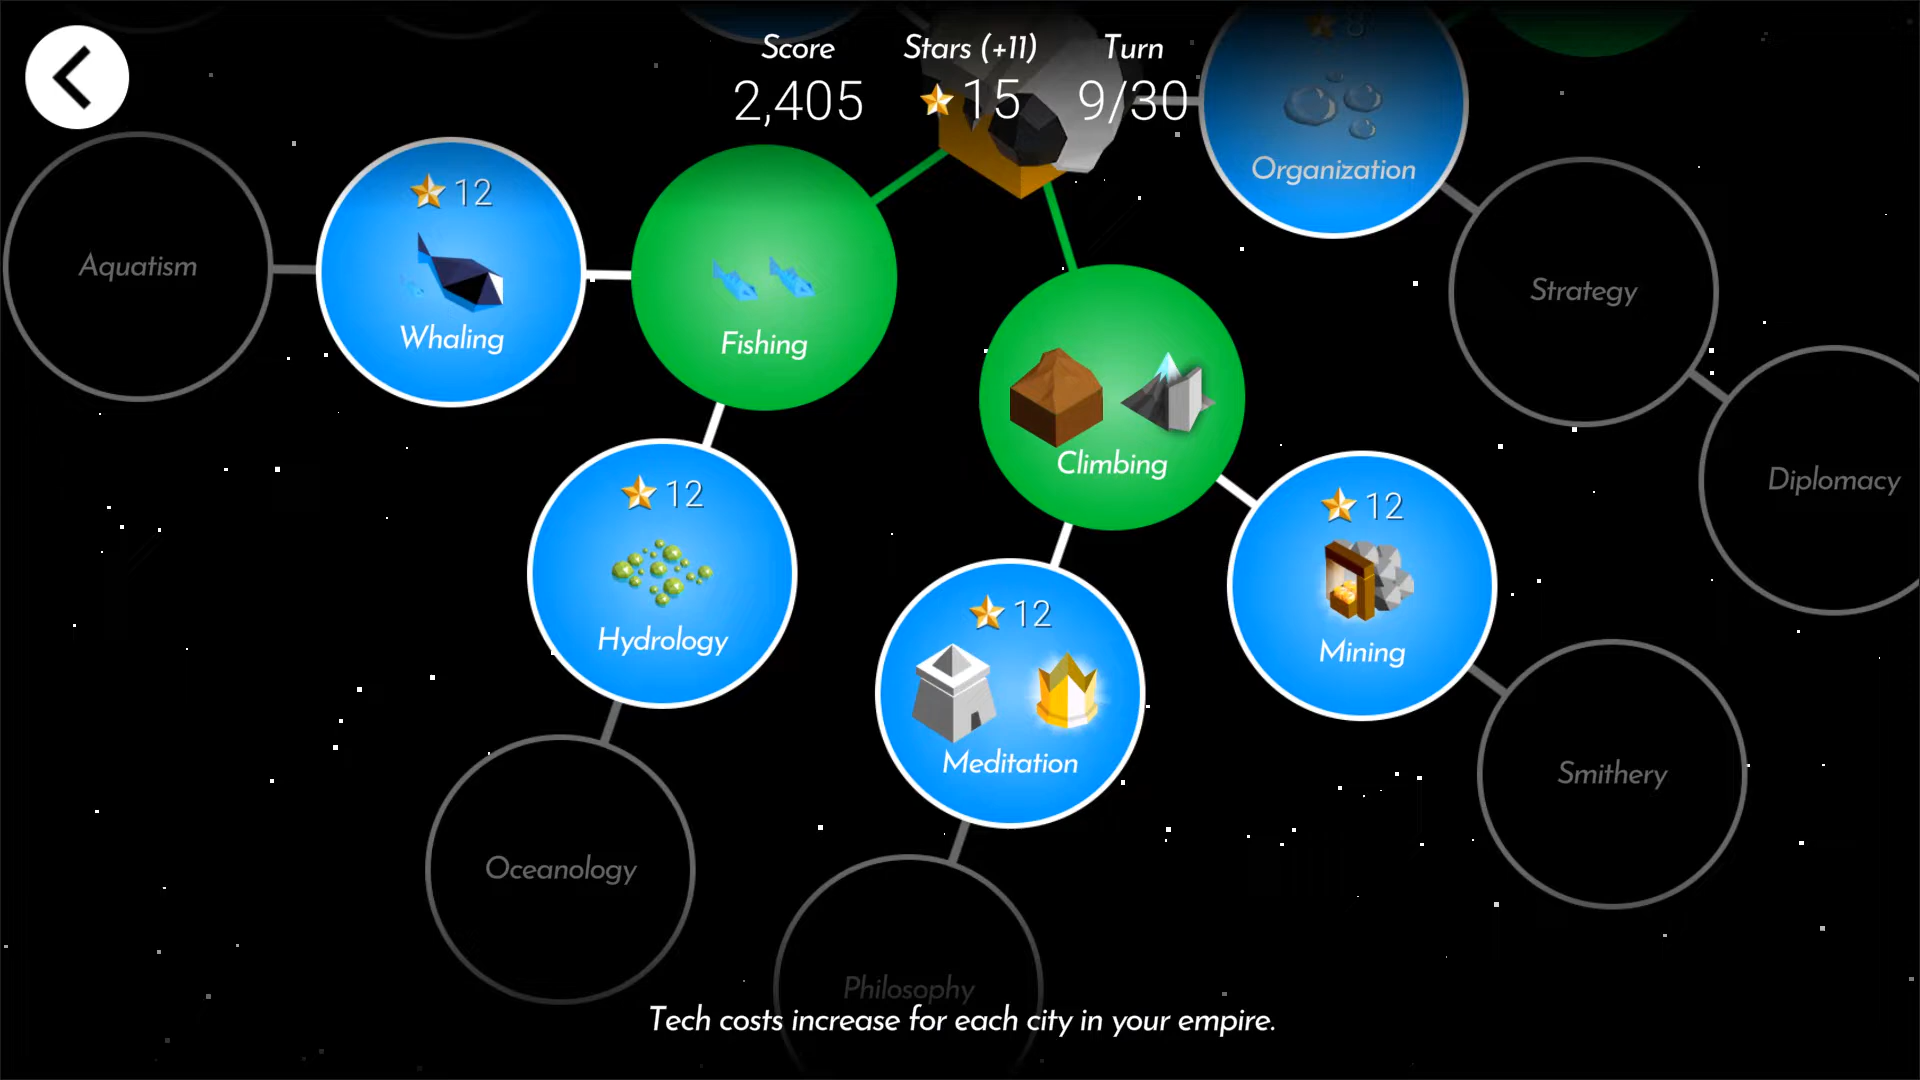 Score
Stars (+11)
Turn
2,405
15
9/30
Organization
12
Whaling
Aquatism
Fishing
Strategy
Climbing
Diplomacy
12
Hydrology
12
Mining
12
Meditation
Smithery
Oceanology
Philosophy
Tech costs increase for each city in your empire.